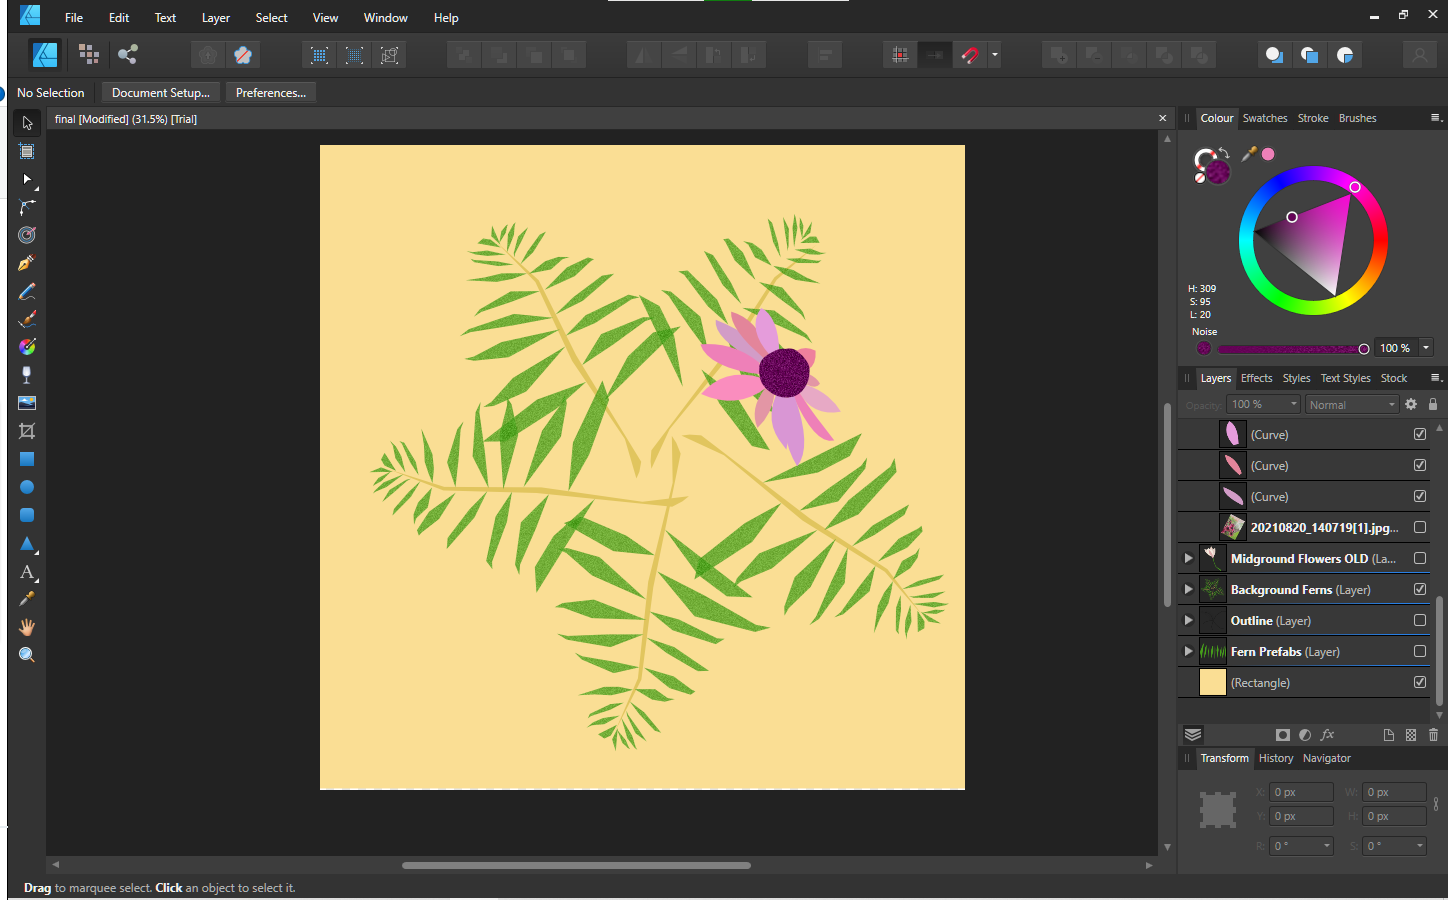 File Edit Text Layer Select View Window Help
No Selection Document Setup... Preferences...
final [Modified] (31.5%) [Trial]
Colour Swatches Stroke Brushes
H: 309
S: 95
L: 20
Noise
100 %
Layers Effects Styles Text Styles Stock
Opacity: 100 % Normal
(Curve)
(Curve)
(Curve)
20210820_140719[1].jpg...
Midground Flowers OLD (La...
Background Ferns (Layer)
Outline (Layer)
Fern Prefabs (Layer)
(Rectangle)
fx
Transform History Navigator
X: 0 px W: 0 px
Y: 0 px H: 0 px
R: 0 ° S: 0 °
Drag to marquee select. Click an object to select it.